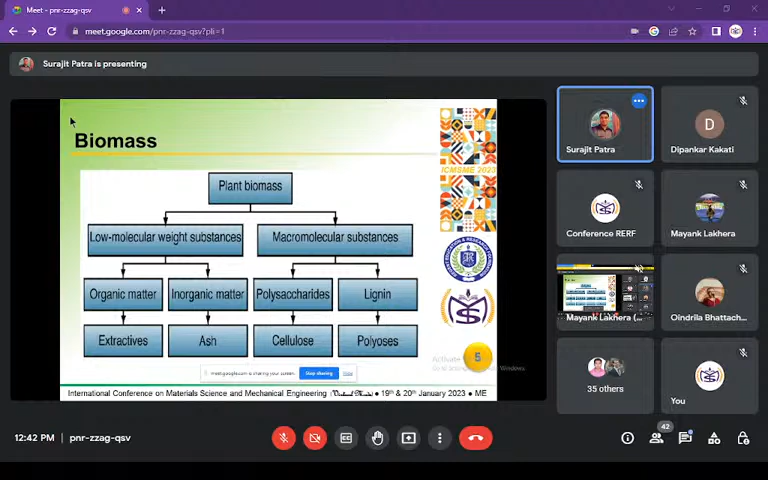 Meet - pnr-zzag-qsv
meet.google.com/pnr-zzag-qsv?pli=1
Surajit Patra is presenting
Biomass
Plant biomass
Low-molecular weight substances
Macromolecular substances
Organic matter
Inorganic matter
Polysaccharides
Lignin
Extractives
Ash
Cellulose
Polyoses
ICMSME 2023
5
Activate
Windows.
meet.google.com is sharing your screen.
Stop sharing
International Conference on Materials Science and Mechanical Engineering
● 19th & 20th January 2023 ● ME
Surajit Patra
D
Dipankar Kakati
Conference RERF
Mayank Lakhera
Mayank Lakhera (...
Oindrila Bhattach...
35 others
You
12:42 PM | pnr-zzag-qsv
42